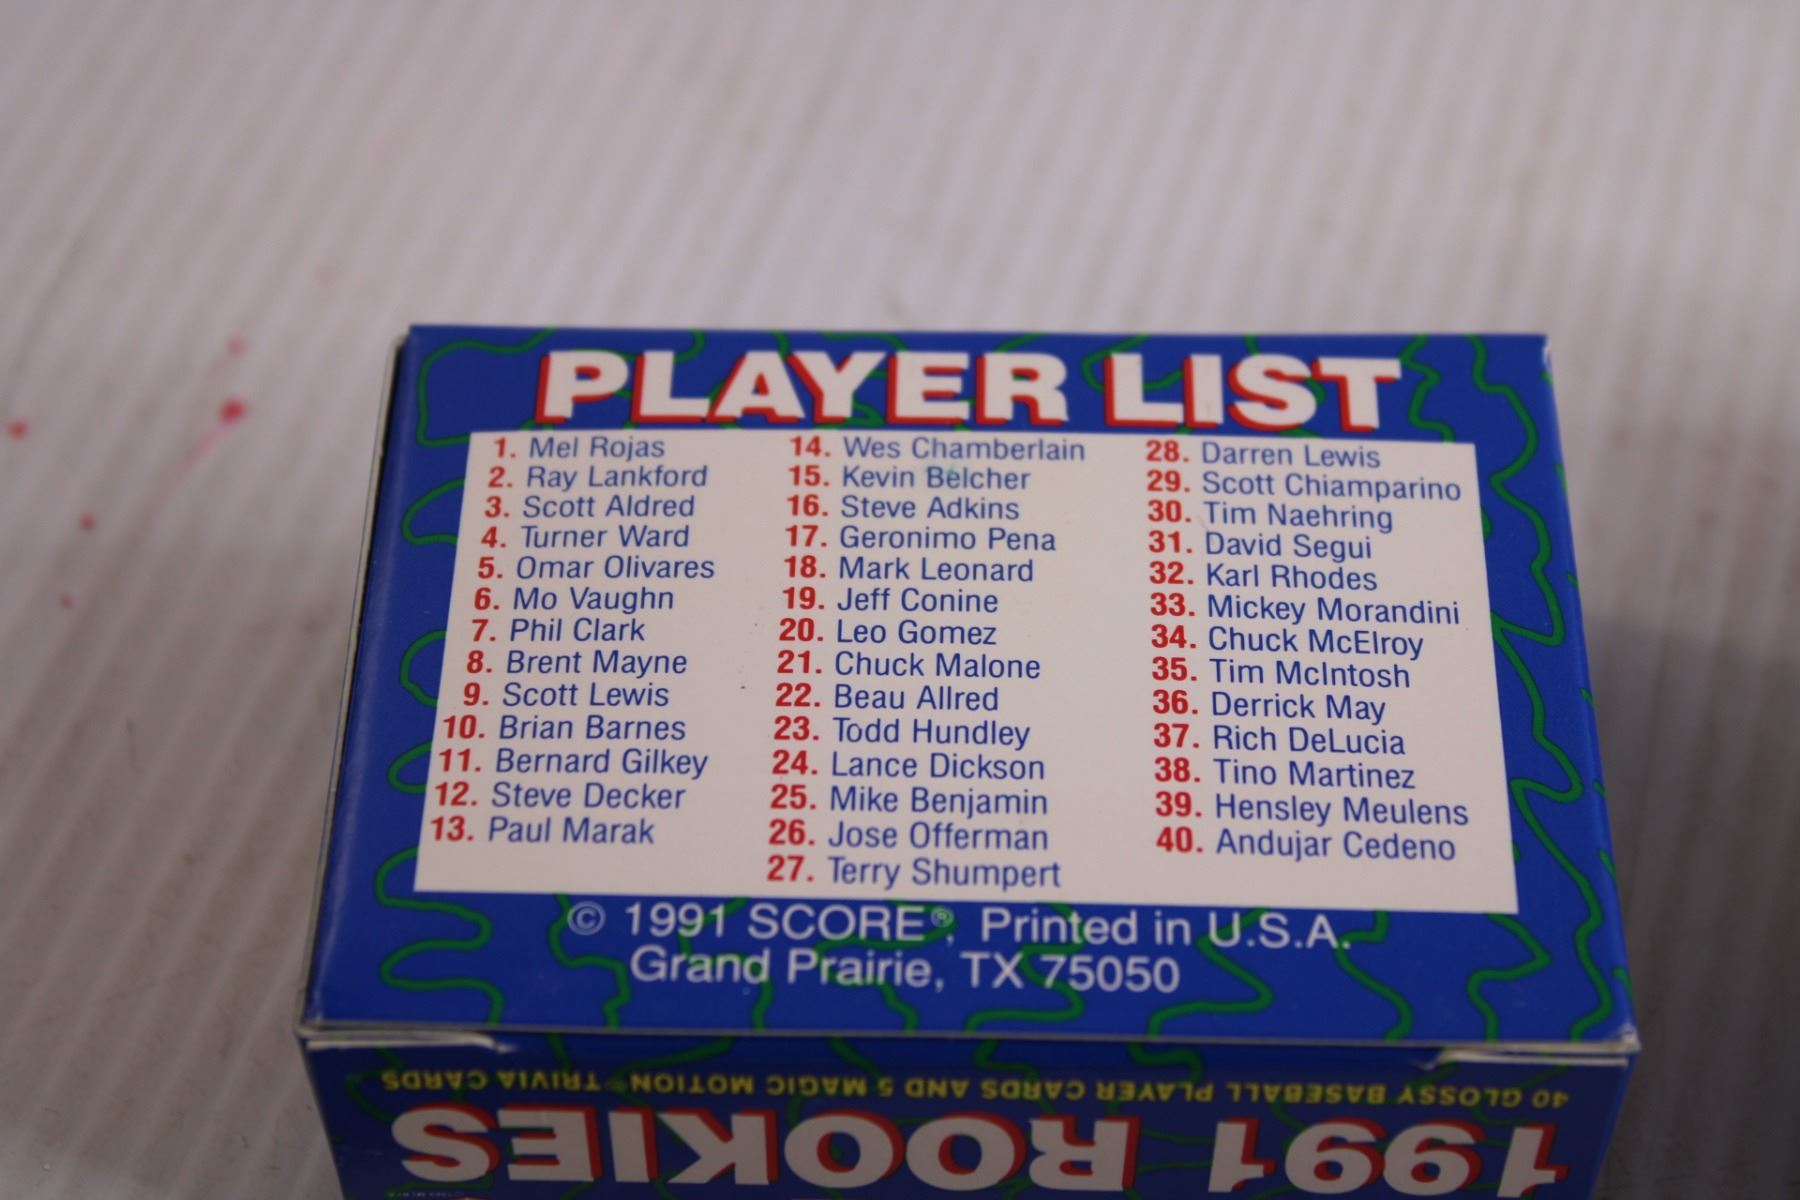 PLAYER LIST
1. Mel Rojas
2. Ray Lankford
3. Scott Aldred
4. Turner Ward
5. Omar Olivares
6. Mo Vaughn
7. Phil Clark
8. Brent Mayne
9. Scott Lewis
10. Brian Barnes
11. Bernard Gilkey
12. Steve Decker
13. Paul Marak
14. Wes Chamberlain
15. Kevin Belcher
16. Steve Adkins
17. Geronimo Pena
18. Mark Leonard
19. Jeff Conine
20. Leo Gomez
21. Chuck Malone
22. Beau Allred
23. Todd Hundley
24. Lance Dickson
25. Mike Benjamin
26. Jose Offerman
27. Terry Shumpert
28. Darren Lewis
29. Scott Chiamparino
30. Tim Naehring
31. David Segui
32. Karl Rhodes
33. Mickey Morandini
34. Chuck McElroy
35. Tim McIntosh
36. Derrick May
37. Rich DeLucia
38. Tino Martinez
39. Hensley Meulens
40. Andujar Cedeno
© 1991 SCORE®, Printed in U.S.A.
Grand Prairie, TX 75050
40 GLOSSY BASEBALL PLAYER CARDS AND 5 MAGIC MOTION® TRIVIA CARDS
1991 ROOKIES